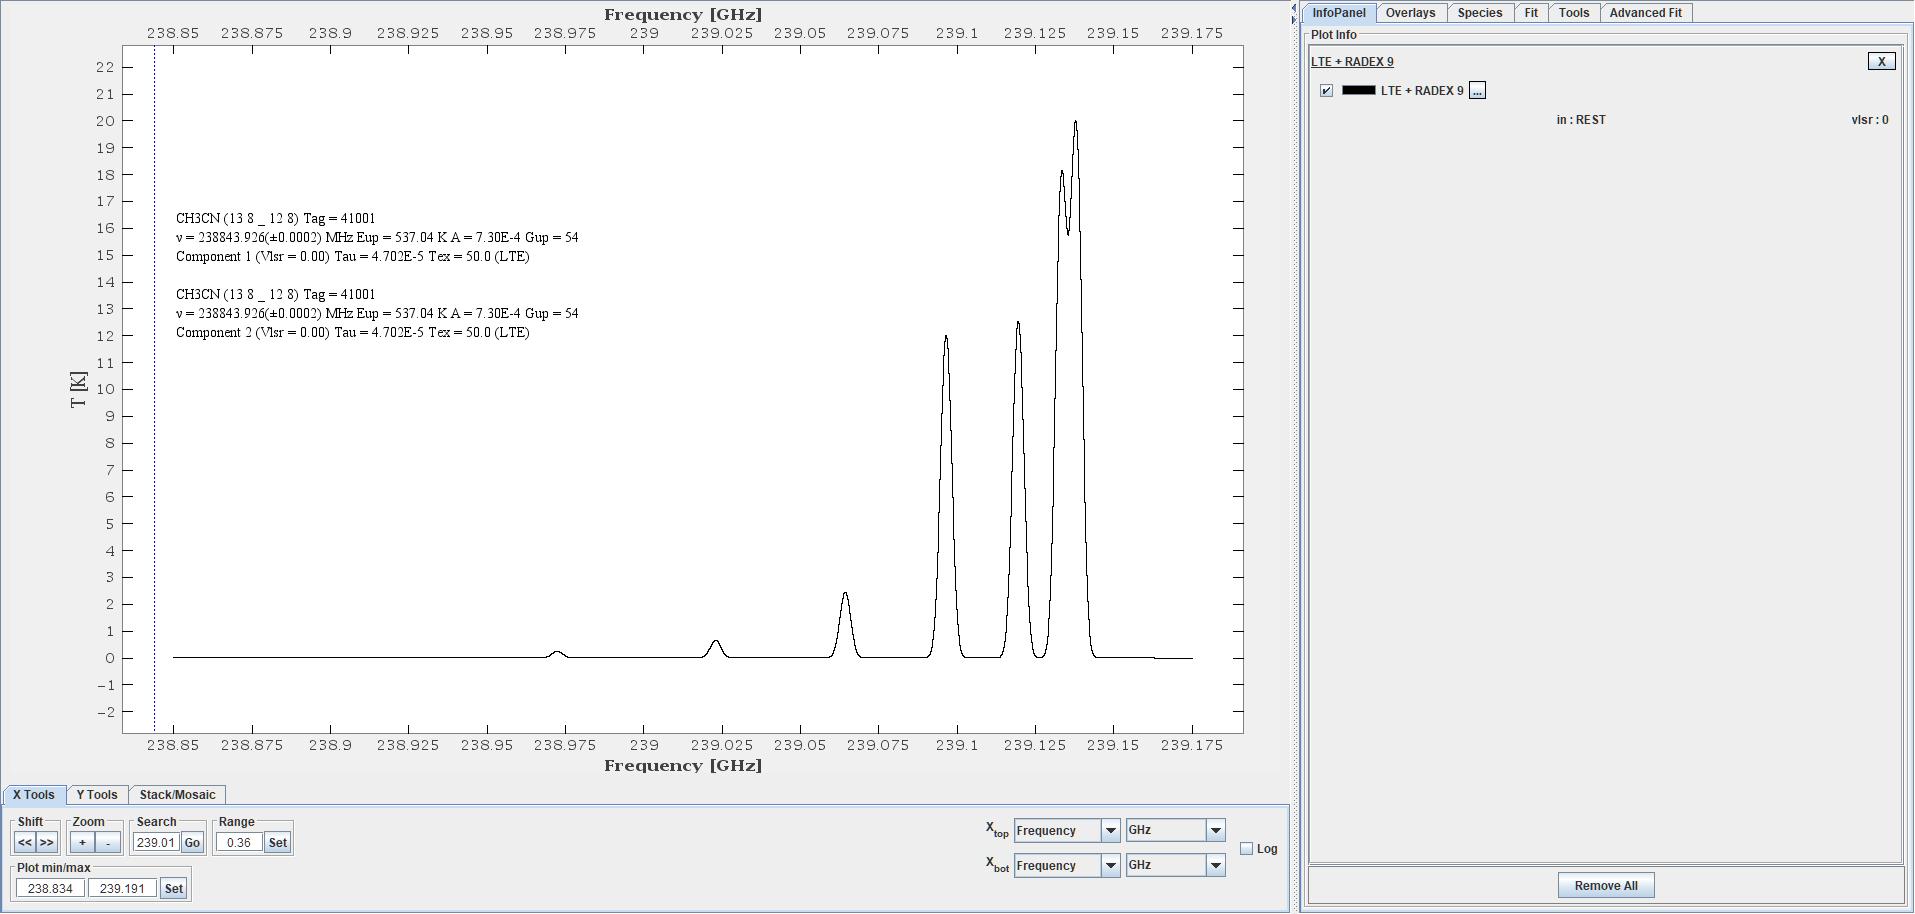 Frequency [GHz]
238.85 238.875 238.9 238.925 238.95 238.975 239 239.025 239.05 239.075 239.1 239.125 239.15 239.175
22
21
20
19
18
17
16
15
14
13
12
11
10
9
8
7
6
5
4
3
2
1
0
−1
−2
T [K]
CH3CN (13 8 _ 12 8) Tag = 41001
ν = 238843.926(±0.0002) MHz Eup = 537.04 K A = 7.30E-4 Gup = 54
Component 1 (Vlsr = 0.00) Tau = 4.702E-5 Tex = 50.0 (LTE)
CH3CN (13 8 _ 12 8) Tag = 41001
ν = 238843.926(±0.0002) MHz Eup = 537.04 K A = 7.30E-4 Gup = 54
Component 2 (Vlsr = 0.00) Tau = 4.702E-5 Tex = 50.0 (LTE)
238.85 238.875 238.9 238.925 238.95 238.975 239 239.025 239.05 239.075 239.1 239.125 239.15 239.175
Frequency [GHz]
X Tools Y Tools Stack/Mosaic
Shift Zoom Search Range
<< >> + - 239.01 Go 0.36 Set
Plot min/max
238.834 239.191 Set
Xtop Frequency GHz
Xbot Frequency GHz
Log
InfoPanel Overlays Species Fit Tools Advanced Fit
Plot Info
LTE + RADEX 9 X
LTE + RADEX 9 ...
in : REST vlsr : 0
Remove All